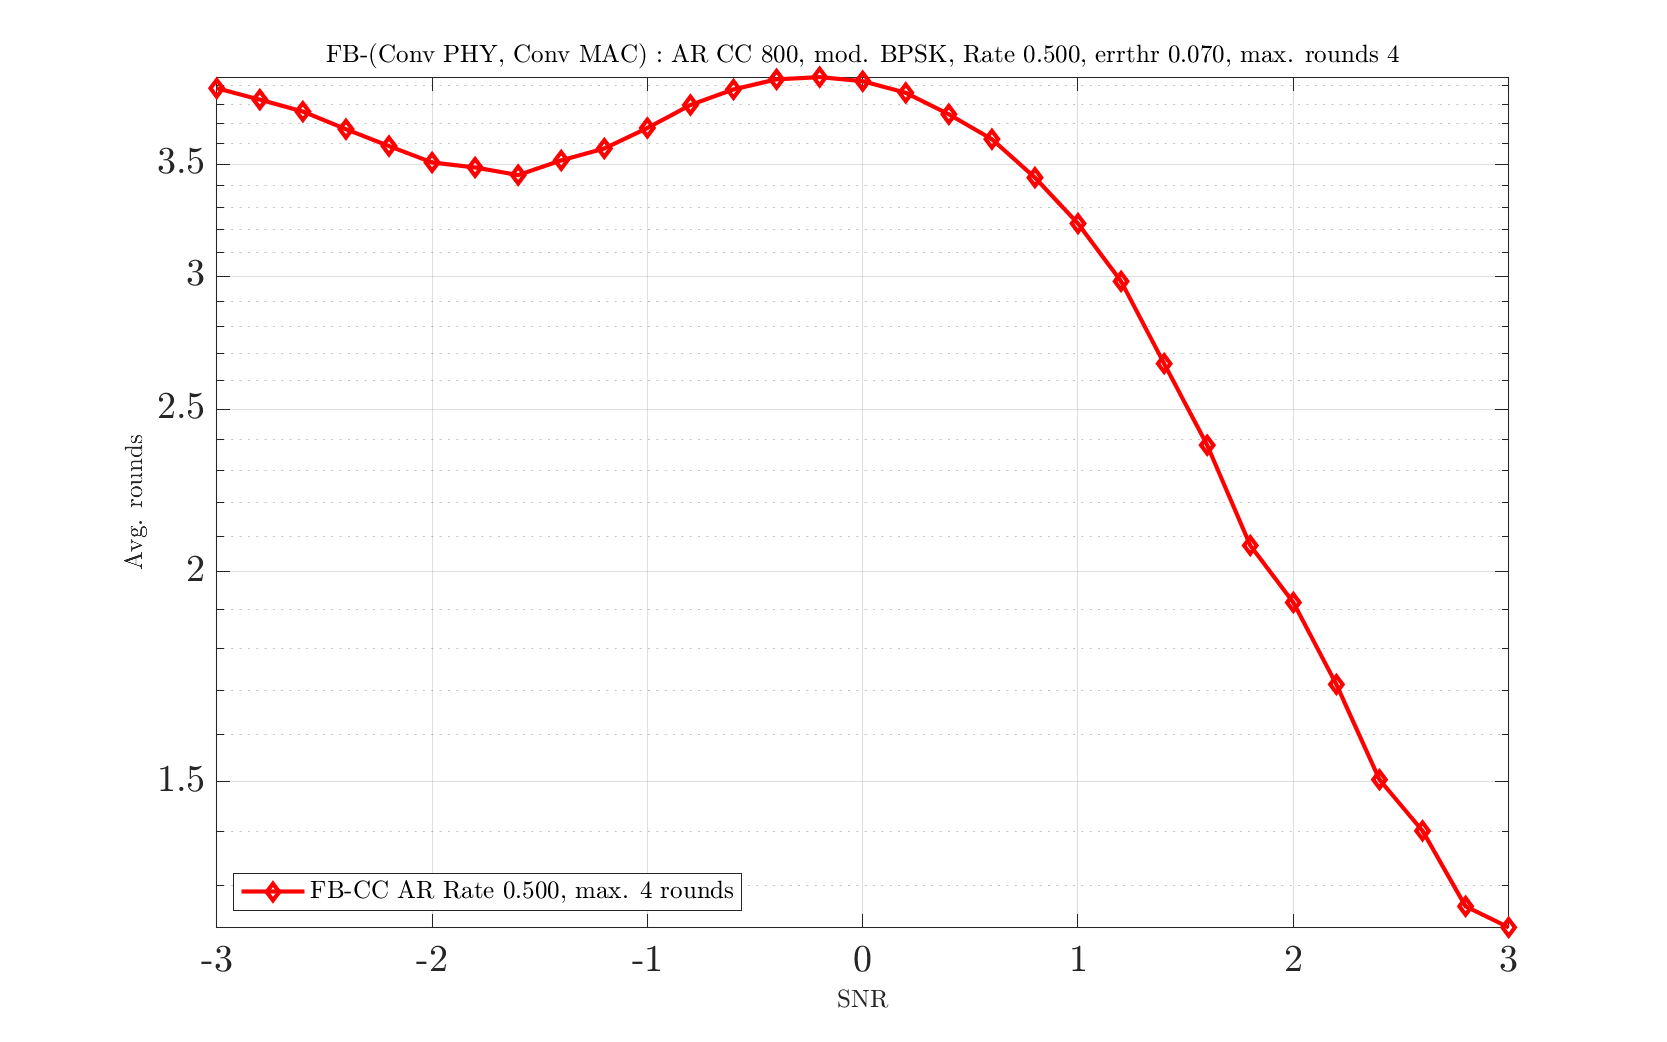 FB-(Conv PHY, Conv MAC) : AR CC 800, mod. BPSK, Rate 0.500, errthr 0.070, max. rounds 4
3.5
3
2.5
2
1.5
Avg. rounds
FB-CC AR Rate 0.500, max. 4 rounds
-3 -2 -1 0 1 2 3
SNR